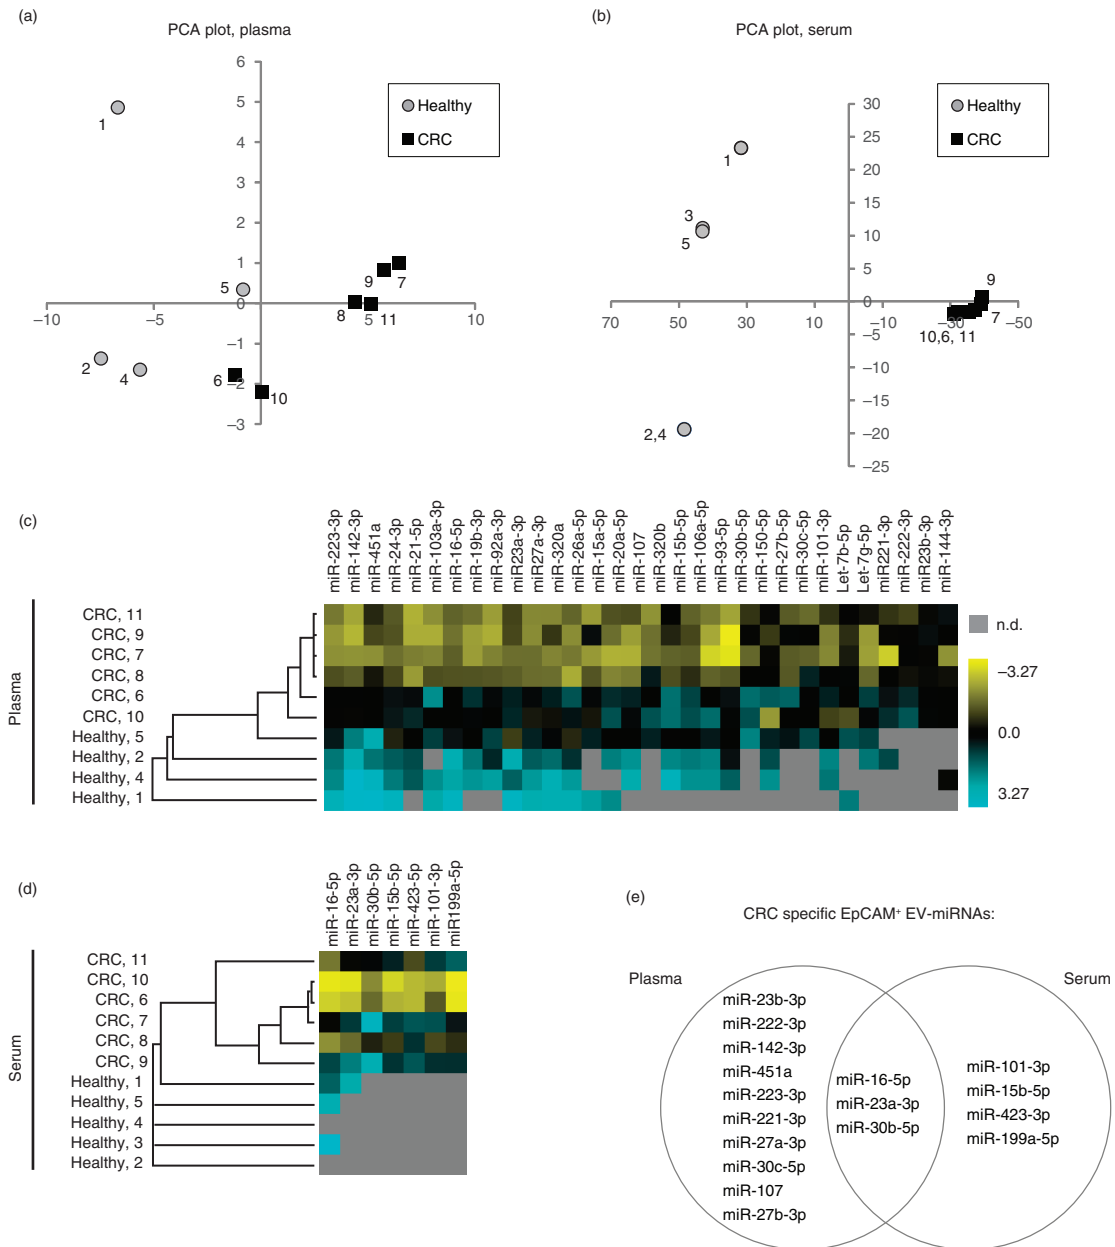 (a)
PCA plot, plasma
6
5
4
3
2
1
0
−1
−2
−3
−10
−5
5
10
Healthy
CRC
1
5
2
4
6
10
8
11
9
7
(b)
PCA plot, serum
30
25
20
15
10
5
0
−5
−10
−15
−20
−25
70
50
30
10
−10
−30
−50
Healthy
CRC
1
3
5
2,4
9
7
10,6, 11
(c)
miR-223-3p
miR-142-3p
miR-451a
miR-24-3p
miR-21-5p
miR-103a-3p
miR-16-5p
miR-19b-3p
miR-92a-3p
miR23a-3p
miR27a-3p
miR-320a
miR-26a-5p
miR-15a-5p
miR-20a-5p
miR-107
miR-320b
miR-15b-5p
miR-106a-5p
miR-93-5p
miR-30b-5p
miR-150-5p
miR-27b-5p
miR-30c-5p
miR-101-3p
Let-7b-5p
Let-7g-5p
miR221-3p
miR-222-3p
miR23b-3p
miR-144-3p
Plasma
CRC, 11
CRC, 9
CRC, 7
CRC, 8
CRC, 6
CRC, 10
Healthy, 5
Healthy, 2
Healthy, 4
Healthy, 1
n.d.
−3.27
0.0
3.27
(d)
miR-16-5p
miR-23a-3p
miR-30b-5p
miR-15b-5p
miR-423-5p
miR-101-3p
miR199a-5p
Serum
CRC, 11
CRC, 10
CRC, 6
CRC, 7
CRC, 8
CRC, 9
Healthy, 1
Healthy, 5
Healthy, 4
Healthy, 3
Healthy, 2
(e)
CRC specific EpCAM+ EV-miRNAs:
Plasma
Serum
miR-23b-3p
miR-222-3p
miR-142-3p
miR-451a
miR-223-3p
miR-221-3p
miR-27a-3p
miR-30c-5p
miR-107
miR-27b-3p
miR-16-5p
miR-23a-3p
miR-30b-5p
miR-101-3p
miR-15b-5p
miR-423-3p
miR-199a-5p